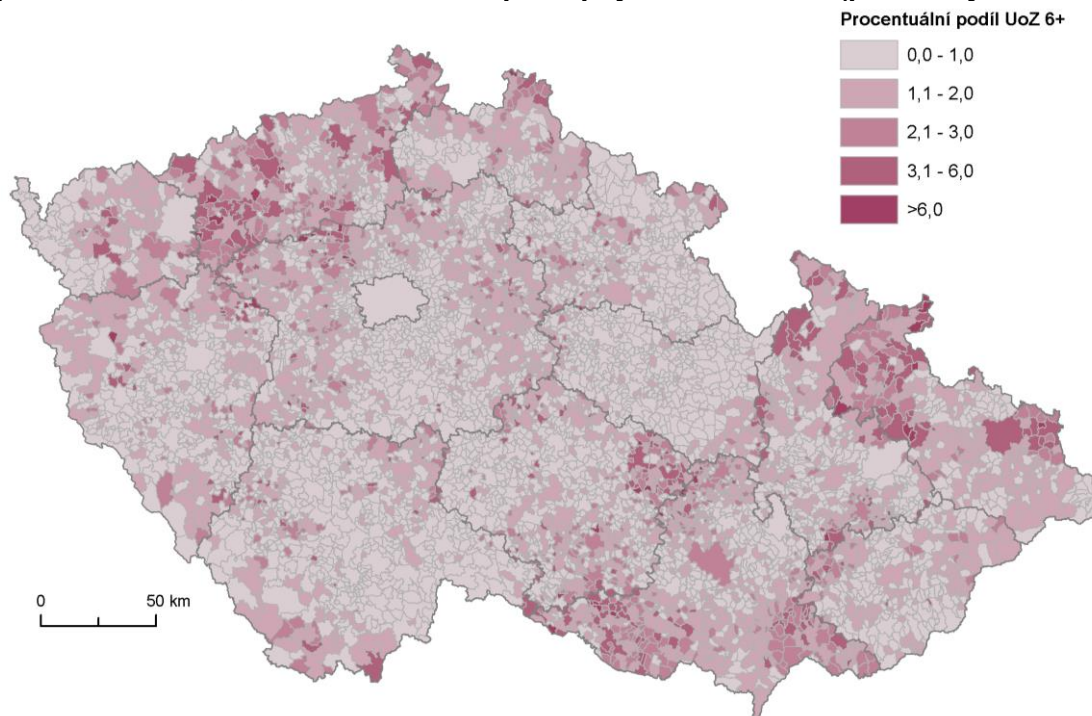 Procentuální podíl UoZ 6+
0,0 - 1,0
1,1 - 2,0
2,1 - 3,0
3,1 - 6,0
>6,0
0 50 km